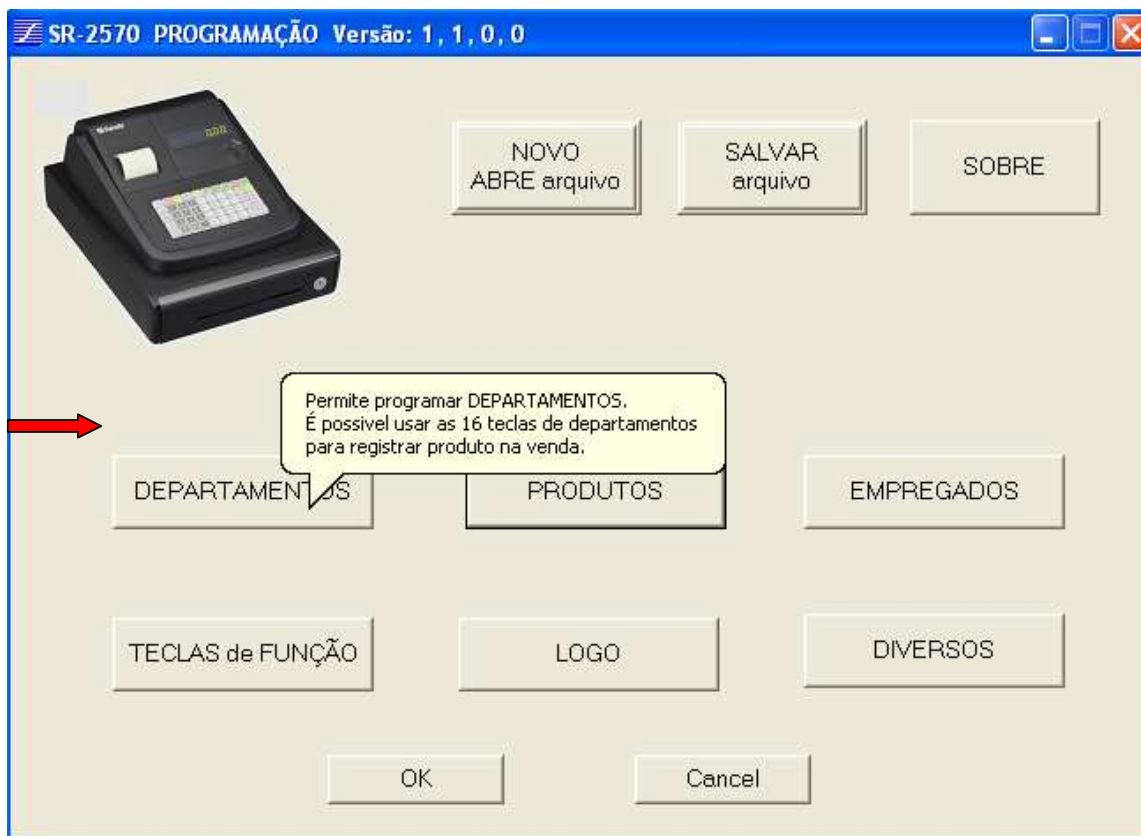 SR-2570 PROGRAMAÇÃO Versão: 1, 1, 0, 0
NOVO
ABRE arquivo
SALVAR
arquivo
SOBRE
Permite programar DEPARTAMENTOS.
É possivel usar as 16 teclas de departamentos
para registrar produto na venda.
DEPARTAMENTOS
PRODUTOS
EMPREGADOS
TECLAS de FUNÇÃO
LOGO
DIVERSOS
OK
Cancel